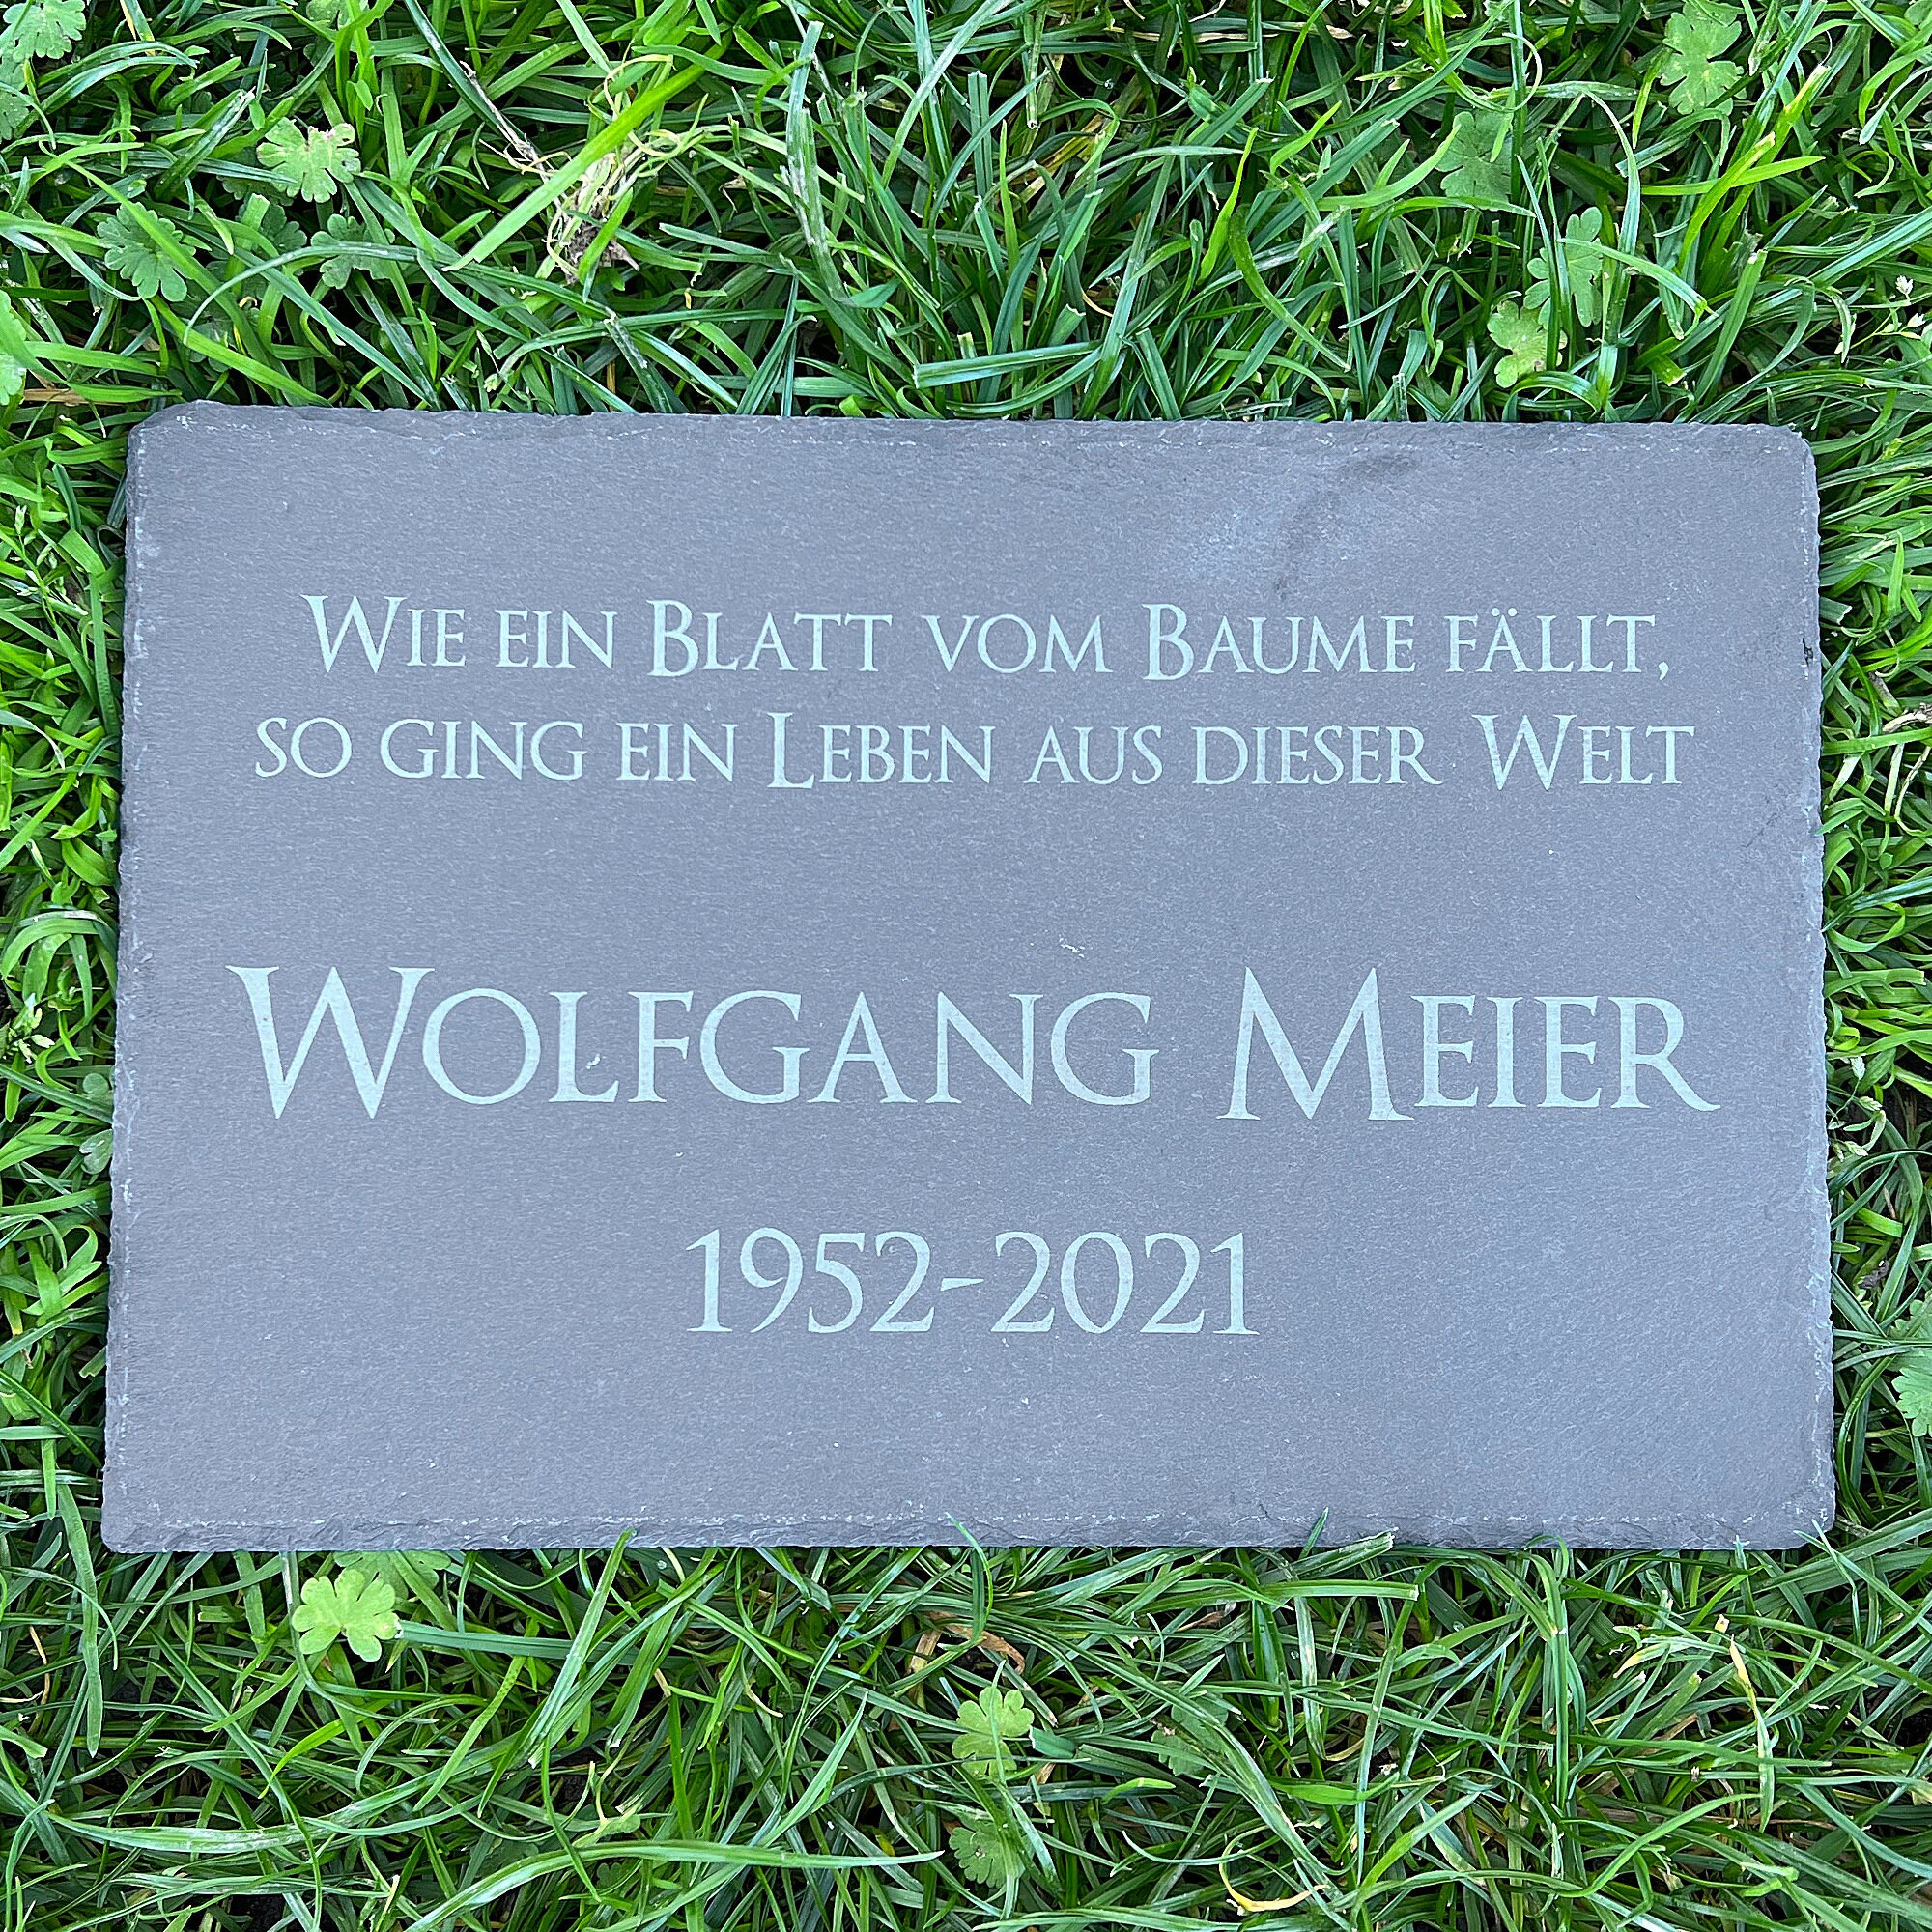 Wie ein Blatt vom Baume fällt,
so ging ein Leben aus dieser Welt
Wolfgang Meier
1952-2021